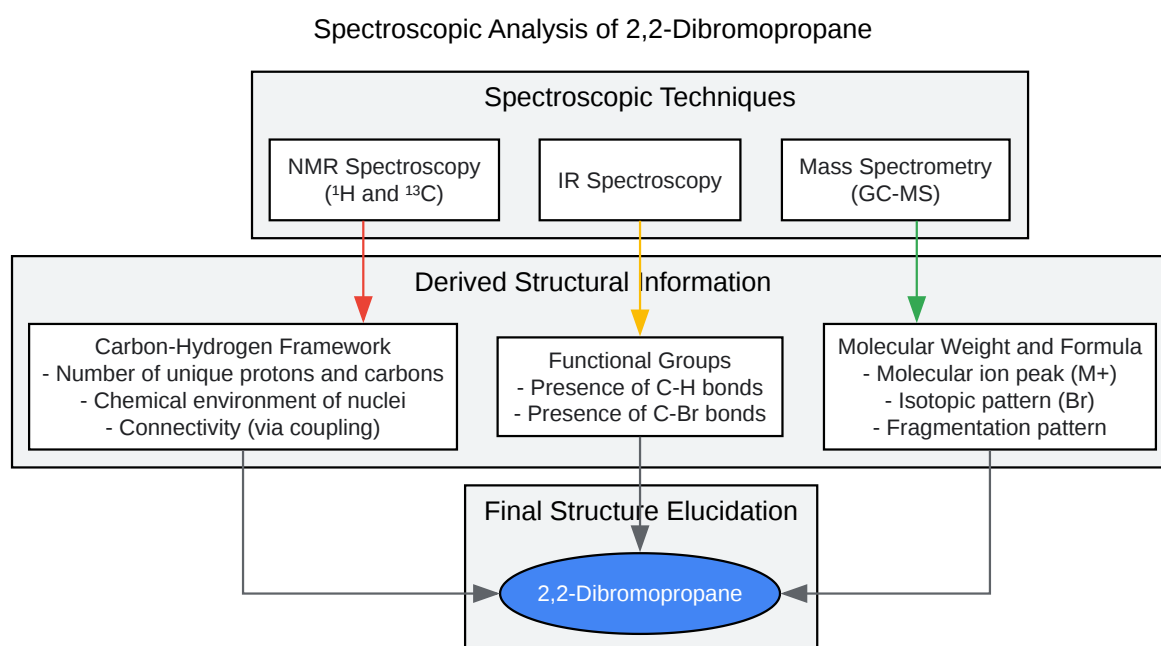 Spectroscopic Analysis of 2,2-Dibromopropane
Spectroscopic Techniques
NMR Spectroscopy
(¹H and ¹³C)
IR Spectroscopy
Mass Spectrometry
(GC-MS)
Derived Structural Information
Carbon-Hydrogen Framework
- Number of unique protons and carbons
- Chemical environment of nuclei
- Connectivity (via coupling)
Functional Groups
- Presence of C-H bonds
- Presence of C-Br bonds
Molecular Weight and Formula
- Molecular ion peak (M+)
- Isotopic pattern (Br)
- Fragmentation pattern
Final Structure Elucidation
2,2-Dibromopropane